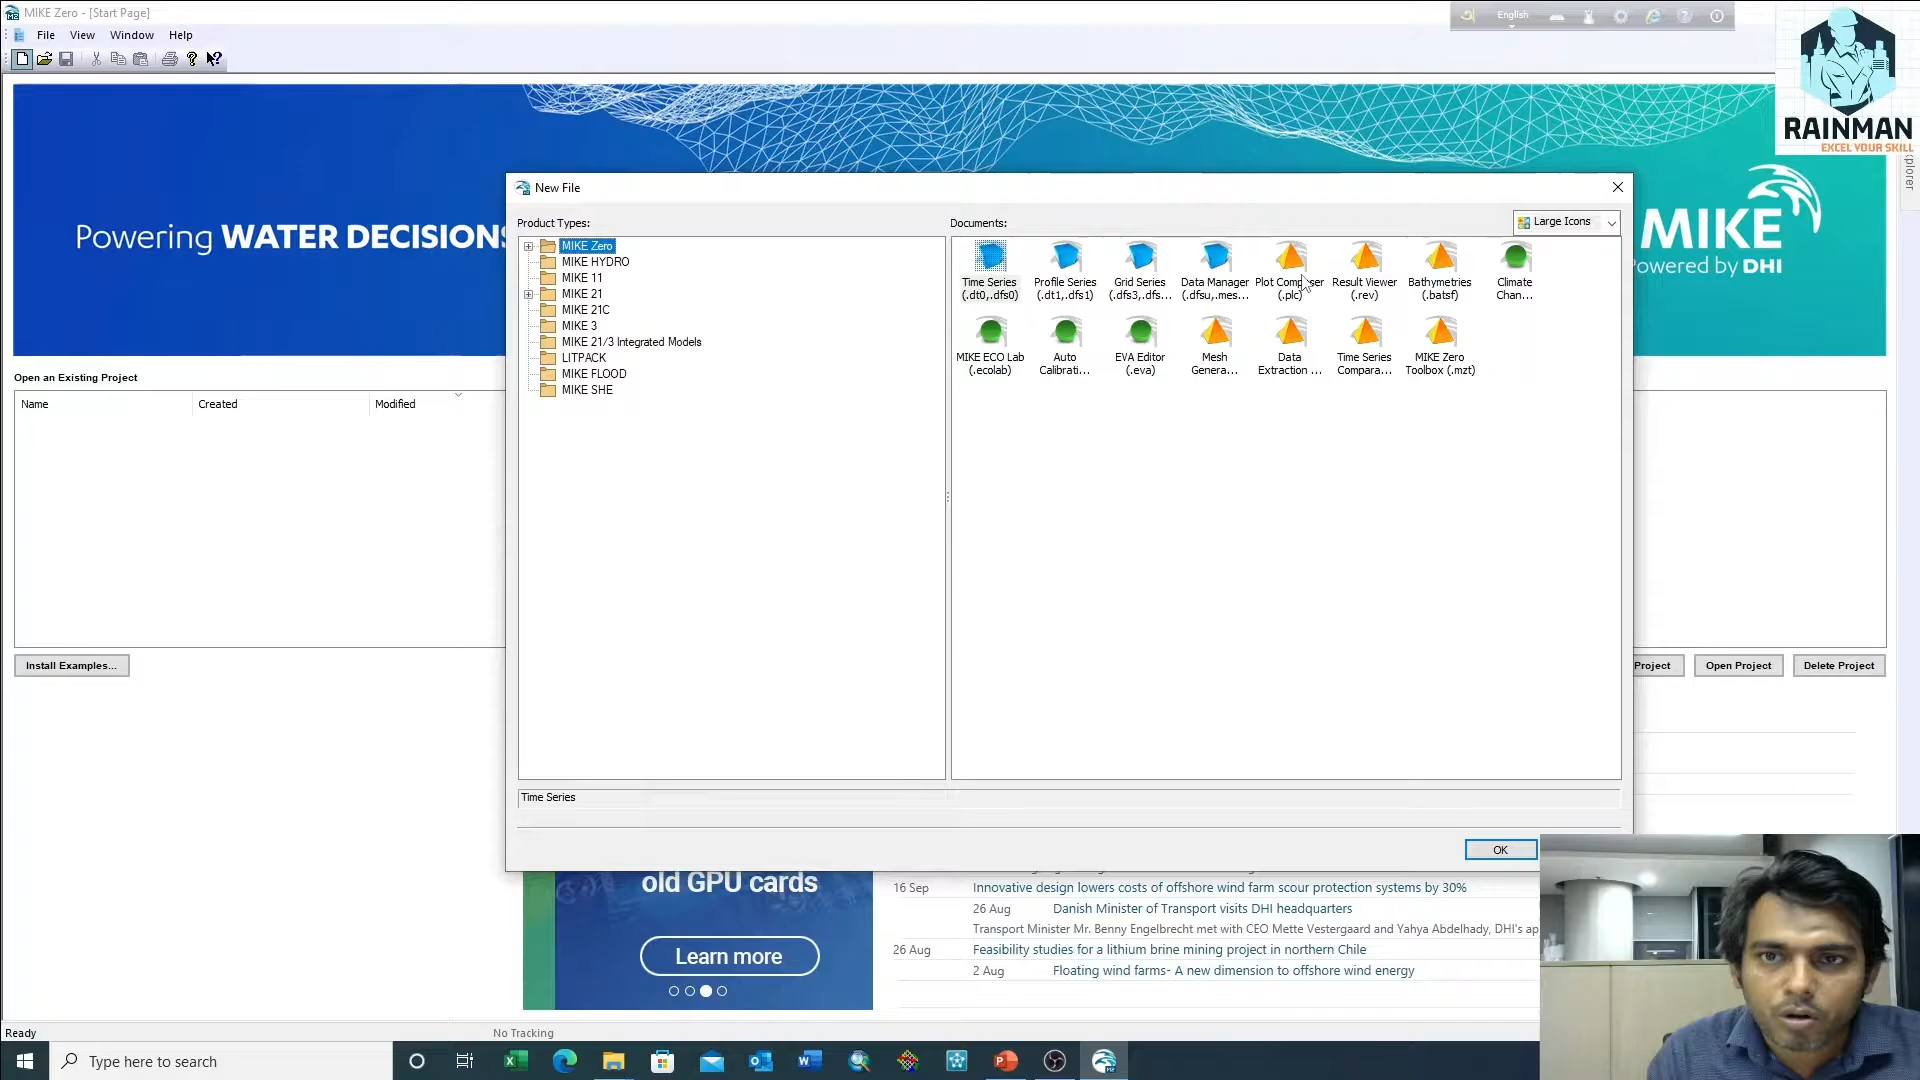 MIKE Zero - [Start Page]
English
File View Window Help
RAINMAN
EXCEL YOUR SKILL
plorer
Powering WATER DECISIONS
MIKE
Powered by DHI
New File
Product Types:
Documents:
Large Icons
MIKE Zero
MIKE HYDRO
MIKE 11
MIKE 21
MIKE 21C
MIKE 3
MIKE 21/3 Integrated Models
LITPACK
MIKE FLOOD
MIKE SHE
Time Series (.dt0,.dfs0)
Profile Series (.dt1,.dfs1)
Grid Series (.dfs3,.dfs...
Data Manager (.dfsu,.mes...
Plot Composer (.plc)
Result Viewer (.rev)
Bathymetries (.batsf)
Climate Chan...
MIKE ECO Lab (.ecolab)
Auto Calibrati...
EVA Editor (.eva)
Mesh Genera...
Data Extraction ...
Time Series Compara...
MIKE Zero Toolbox (.mzt)
Open an Existing Project
Name Created Modified
Install Examples...
Project Open Project Delete Project
Time Series
OK
old GPU cards
Learn more
16 Sep Innovative design lowers costs of offshore wind farm scour protection systems by 30%
26 Aug Danish Minister of Transport visits DHI headquarters
Transport Minister Mr. Benny Engelbrecht met with CEO Mette Vestergaard and Yahya Abdelhady, DHI's ap
26 Aug Feasibility studies for a lithium brine mining project in northern Chile
2 Aug Floating wind farms- A new dimension to offshore wind energy
Ready No Tracking
Type here to search